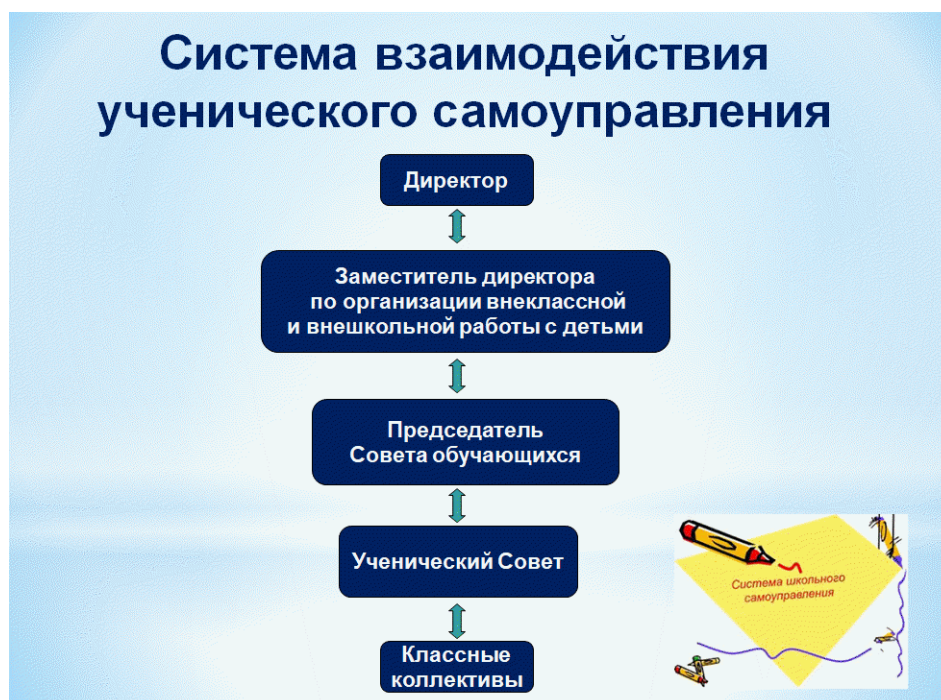 Система взаимодействия
ученического самоуправления
Директор
Заместитель директора
по организации внеклассной
и внешкольной работы с детьми
Председатель
Совета обучающихся
Ученический Совет
Классные
коллективы
Система школьного
самоуправления